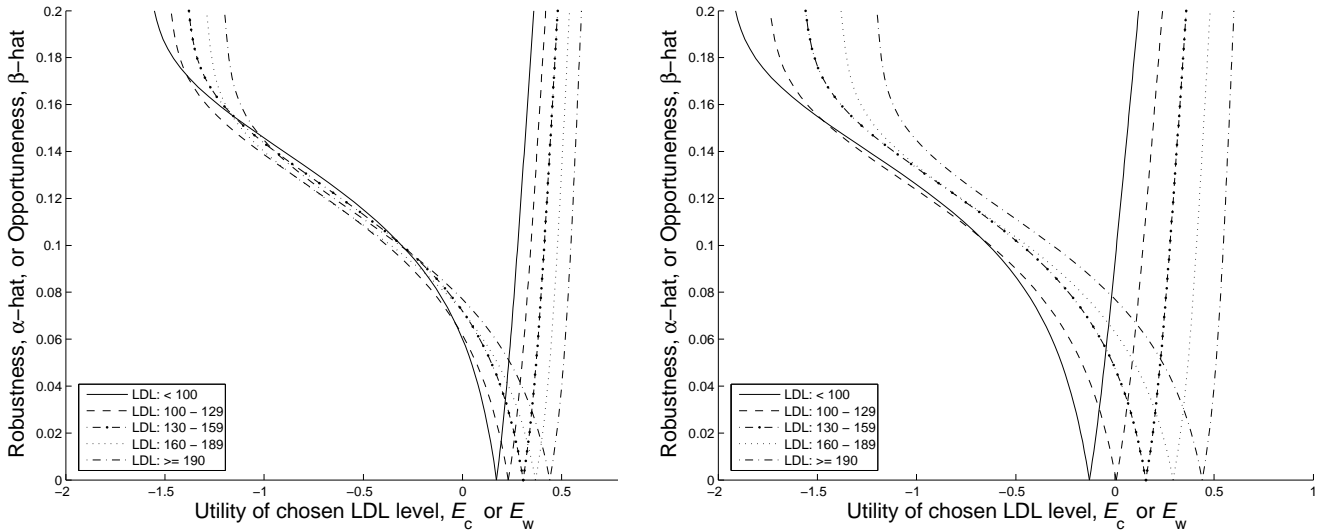 0.2
0.18
0.16
0.14
0.12
0.1
0.08
0.06
0.04
0.02
0
Robustness, α−hat, or Opportuneness, β−hat
LDL: < 100
LDL: 100 − 129
LDL: 130 − 159
LDL: 160 − 189
LDL: >= 190
−2 −1.5 −1 −0.5 0 0.5
Utility of chosen LDL level, Ec or Ew
0.2
0.18
0.16
0.14
0.12
0.1
0.08
0.06
0.04
0.02
0
Robustness, α−hat, or Opportuneness, β−hat
LDL: < 100
LDL: 100 − 129
LDL: 130 − 159
LDL: 160 − 189
LDL: >= 190
−2 −1.5 −1 −0.5 0 0.5 1
Utility of chosen LDL level, Ec or Ew